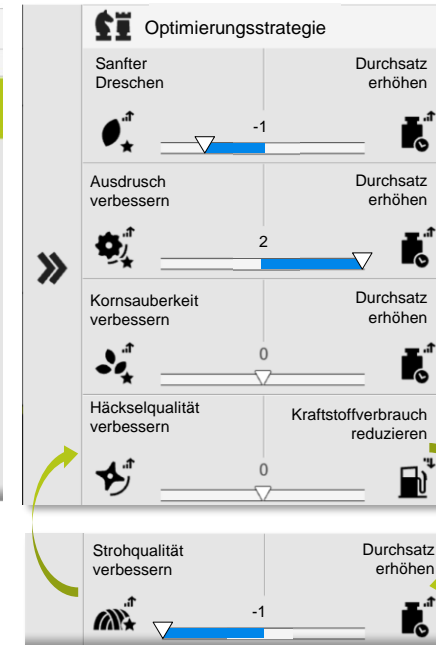 Optimierungsstrategie
Sanfter
Dreschen
Durchsatz
erhöhen
-1
Ausdrusch
verbessern
Durchsatz
erhöhen
2
Kornsauberkeit
verbessern
Durchsatz
erhöhen
0
Häckselqualität
verbessern
Kraftstoffverbrauch
reduzieren
0
Strohqualität
verbessern
Durchsatz
erhöhen
-1